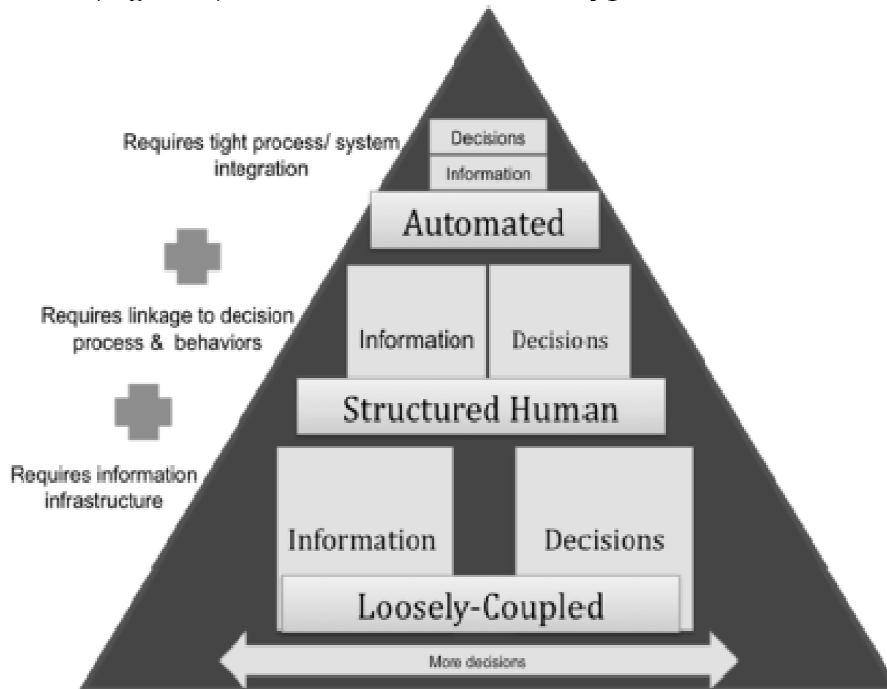 Decisions
Requires tight process/ system
integration
Information
Automated
Requires linkage to decision
process & behaviors
Information
Decisions
Structured Human
Requires information
infrastructure
Information
Decisions
Loosely-Coupled
More decisions